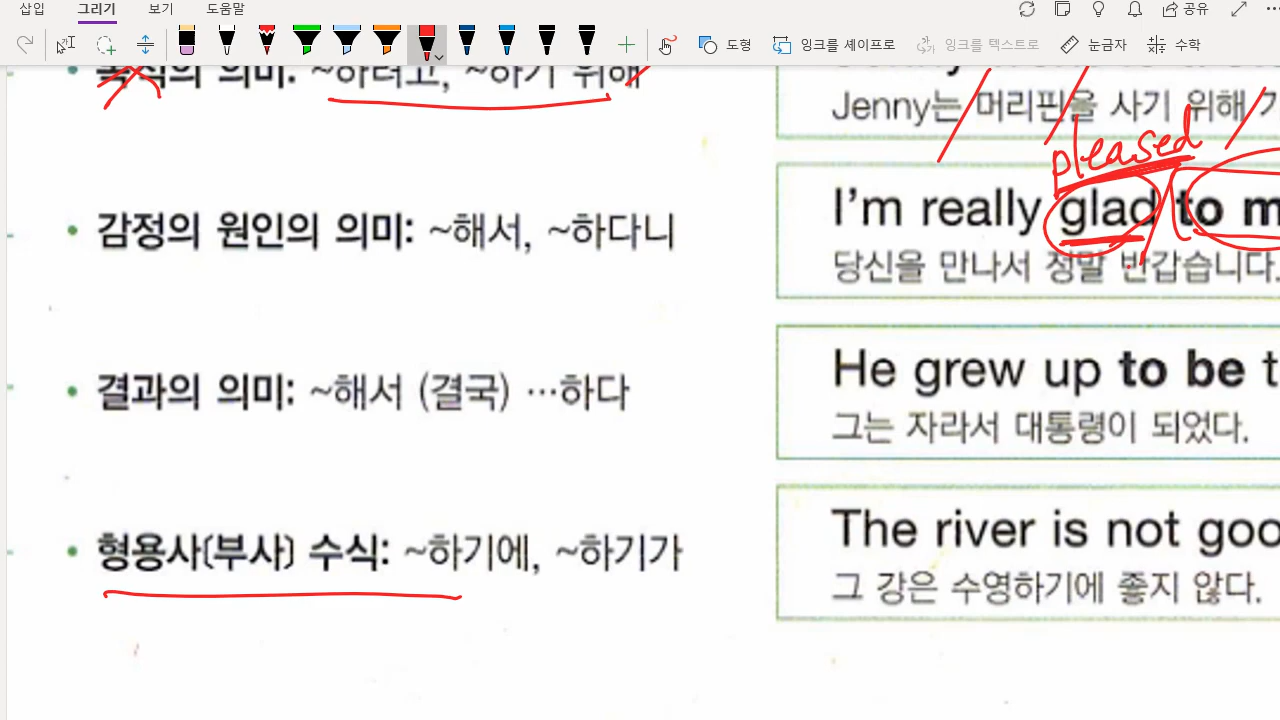 삽입 그리기 보기 도움말 공유
도형 잉크를 셰이프로 잉크를 텍스트로 눈금자 수학
목적의 의미: ~하려고, ~하기 위해
Jenny는 머리핀을 사기 위해
pleased
감정의 원인의 의미: ~해서, ~하다니
I'm really glad to m
당신을 만나서 정말 반갑습니다.
결과의 의미: ~해서 (결국) …하다
He grew up to be t
그는 자라서 대통령이 되었다.
형용사(부사) 수식: ~하기에, ~하기가
The river is not goo
그 강은 수영하기에 좋지 않다.